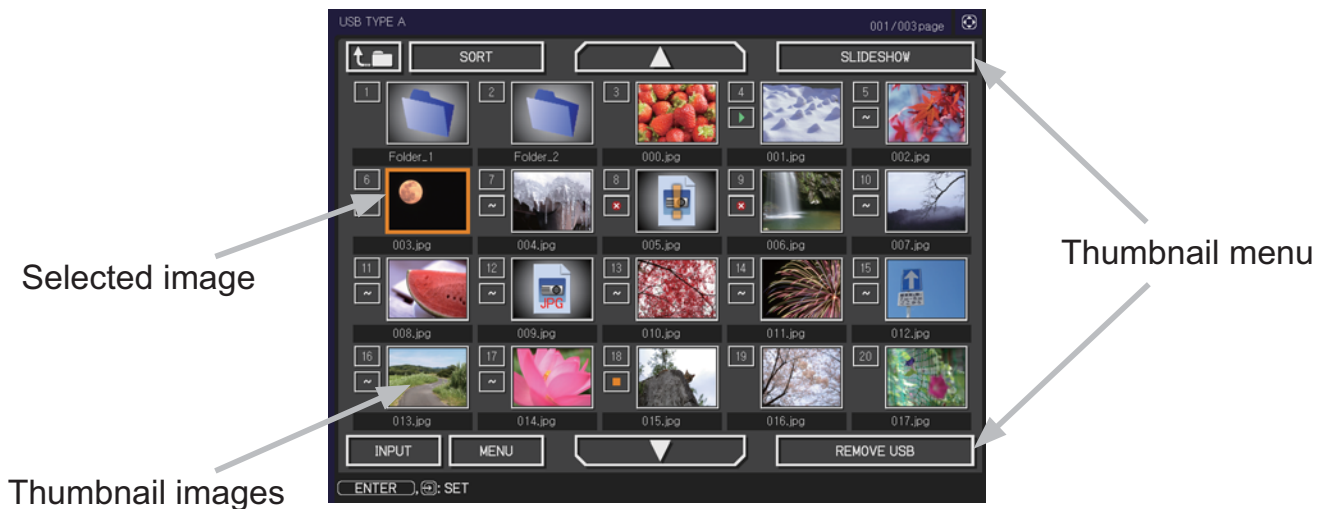 USB TYPE A
001/003 page
SORT
SLIDESHOW
1 2 3 4 5
Folder_1 Folder_2 000.jpg 001.jpg 002.jpg
6 7 8 9 10
003.jpg 004.jpg 005.jpg 006.jpg 007.jpg
11 12 13 14 15
JPG
008.jpg 009.jpg 010.jpg 011.jpg 012.jpg
16 17 18 19 20
013.jpg 014.jpg 015.jpg 016.jpg 017.jpg
INPUT MENU REMOVE USB
ENTER , : SET
Selected image
Thumbnail images
Thumbnail menu